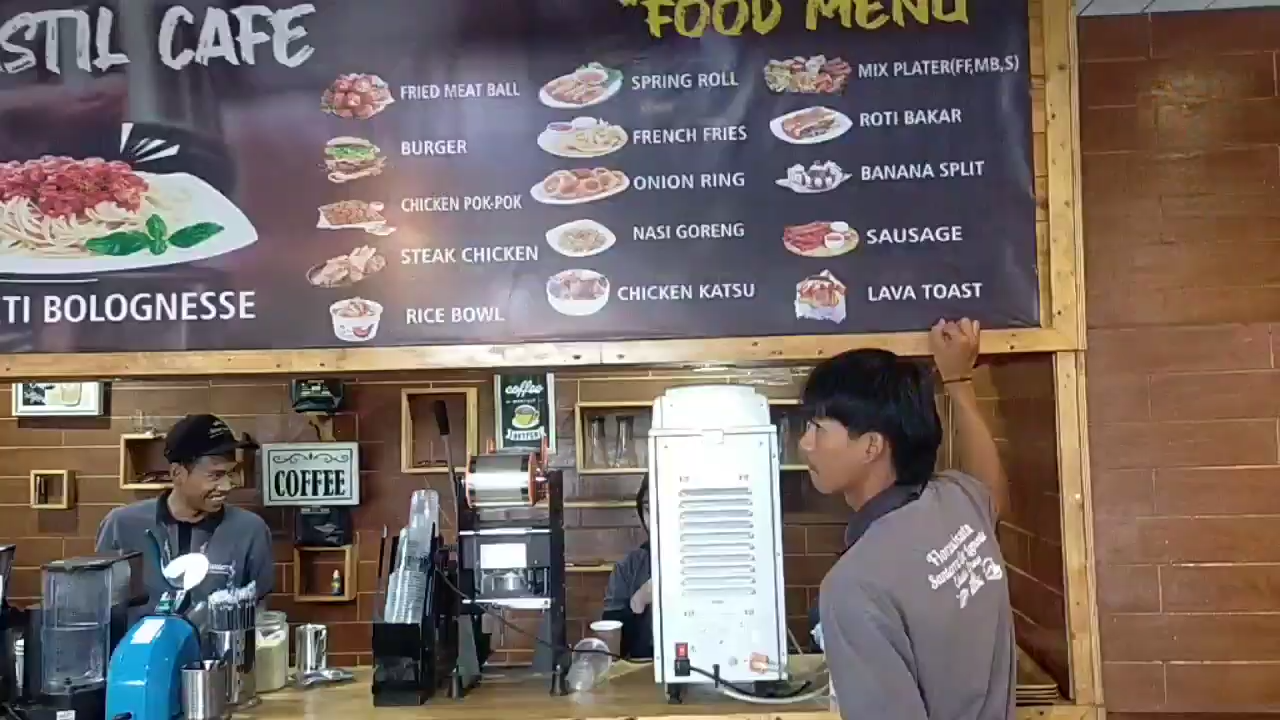 STIL CAFE
TI BOLOGNESSE
"FOOD MENU
FRIED MEAT BALL
BURGER
CHICKEN POK-POK
STEAK CHICKEN
RICE BOWL
SPRING ROLL
FRENCH FRIES
ONION RING
NASI GORENG
CHICKEN KATSU
MIX PLATER(FF,MB,S)
ROTI BAKAR
BANANA SPLIT
SAUSAGE
LAVA TOAST
coffee
COFFEE